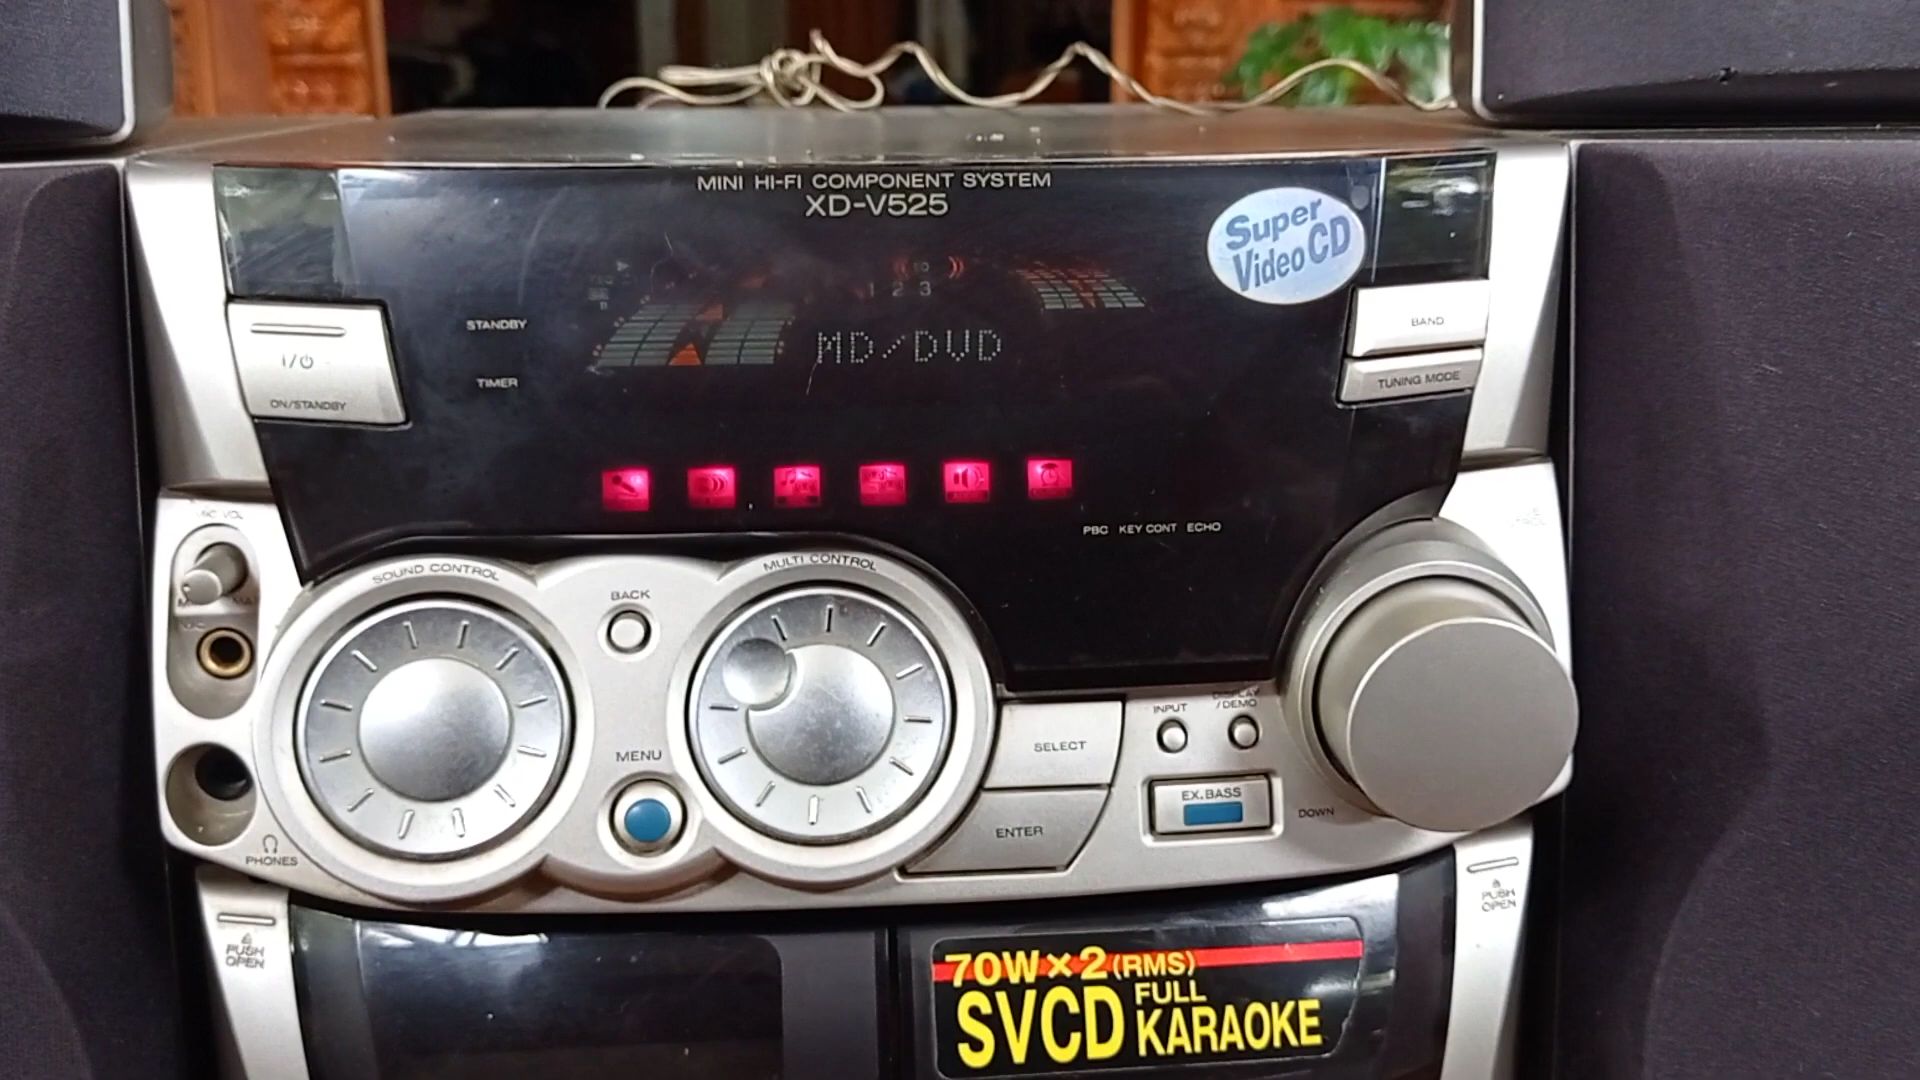 MINI HI-FI COMPONENT SYSTEM
XD-V525
Super
Video CD
1 2 3
MD/DVD
STANDBY
TIMER
I/⏻
ON/STANDBY
BAND
TUNING MODE
PBC KEY CONT ECHO
MIC VOL
SOUND CONTROL
MULTI CONTROL
BACK
MENU
SELECT
ENTER
INPUT
DISPLAY
/DEMO
EX.BASS
DOWN
PHONES
PUSH
OPEN
PUSH
OPEN
70W×2 (RMS)
SVCD FULL
KARAOKE